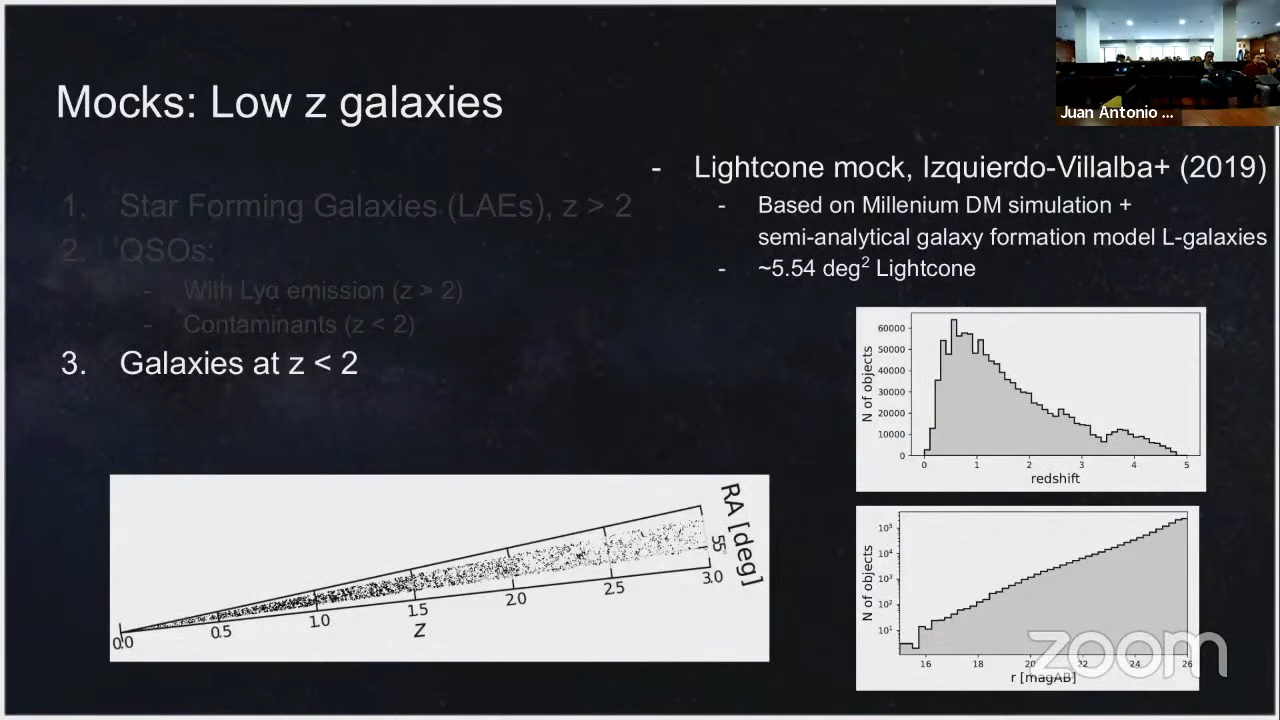 Juan Antonio ...
Mocks: Low z galaxies
1. Star Forming Galaxies (LAEs), z > 2
2. QSOs:
- With Lyα emission (z > 2)
- Contaminants (z < 2)
3. Galaxies at z < 2
- Lightcone mock, Izquierdo-Villalba+ (2019)
- Based on Millenium DM simulation +
semi-analytical galaxy formation model L-galaxies
- ~5.54 deg² Lightcone
N of objects
60000
50000
40000
30000
20000
10000
0
0 1 2 3 4 5
redshift
RA [deg]
55
0.0 0.5 1.0 1.5 2.0 2.5 3.0
z
N of objects
10⁵
10⁴
10³
10²
10¹
16 18 20 22 24 26
r [magAB]
zoom